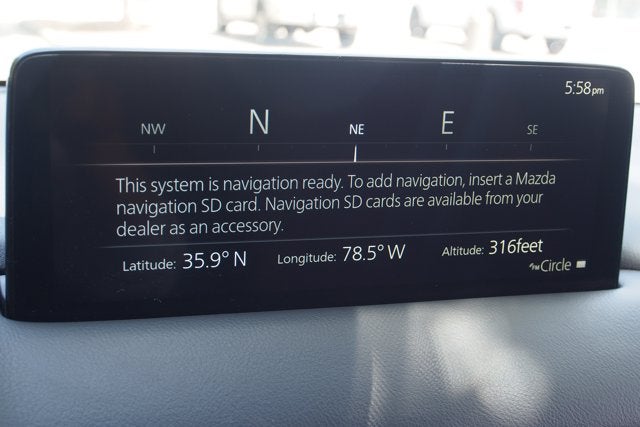 5:58pm
NW N NE E SE
This system is navigation ready. To add navigation, insert a Mazda
navigation SD card. Navigation SD cards are available from your
dealer as an accessory.
Latitude: 35.9° N Longitude: 78.5° W Altitude: 316feet
Circle